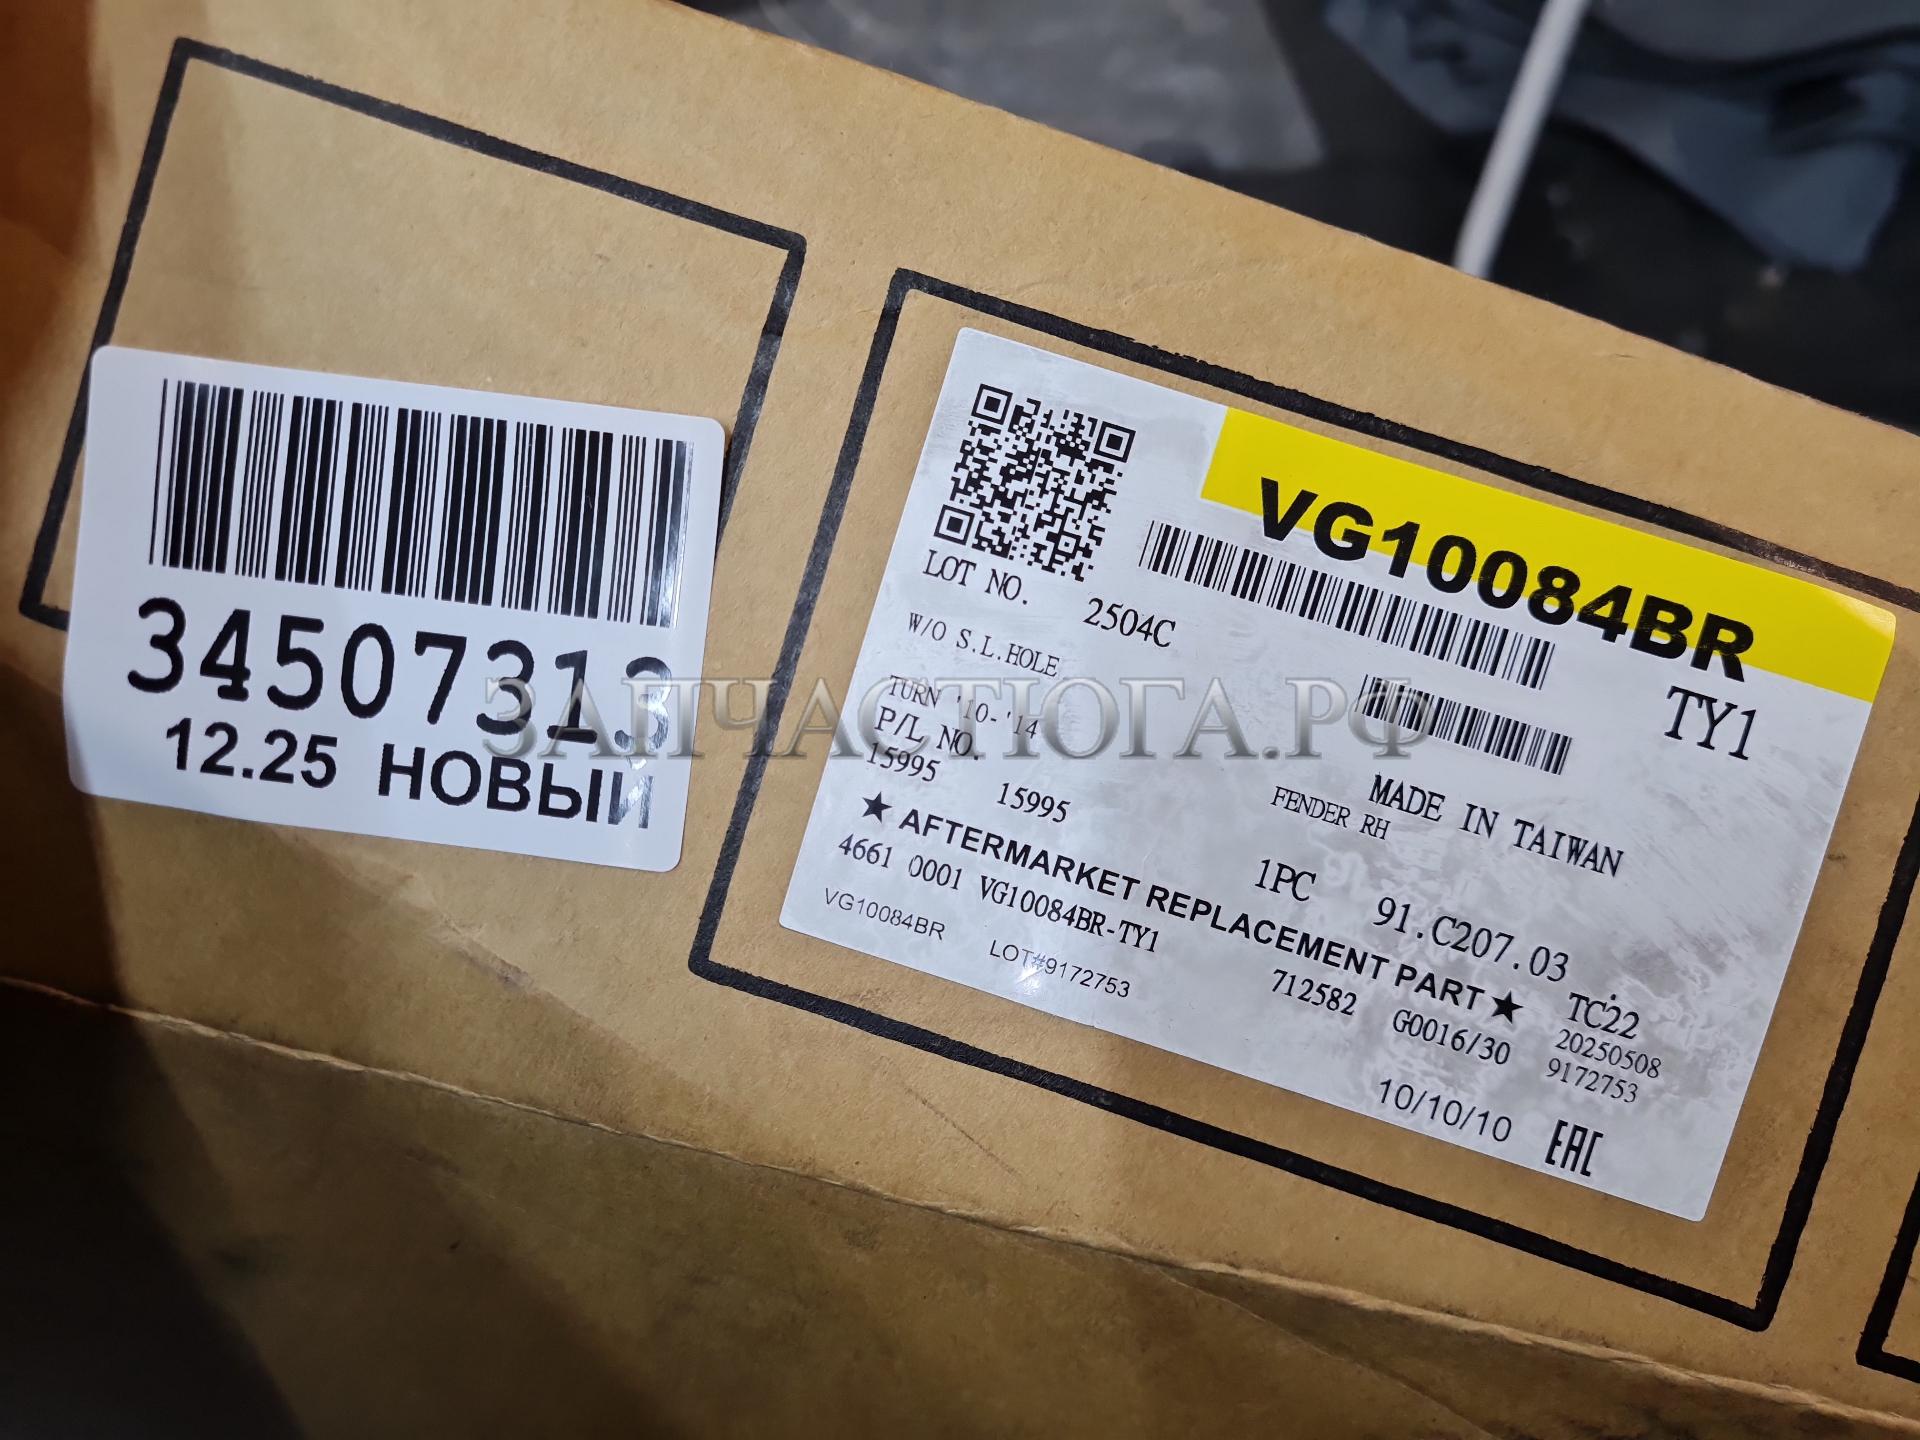 34507313
12.25 НОВЫЙ
VG10084BR
TY1
LOT NO. 2504C
W/O S.L.HOLE
TURN '10-'14
P/L NO.
15995 15995
MADE IN TAIWAN
FENDER RH
1PC 91.C207.03
★ AFTERMARKET REPLACEMENT PART ★ TC22
4661 0001 VG10084BR-TY1 712582 G0016/30 20250508
9172753
VG10084BR LOT#9172753 10/10/10 EAC
ЗАПЧАСТЮГА.РФ